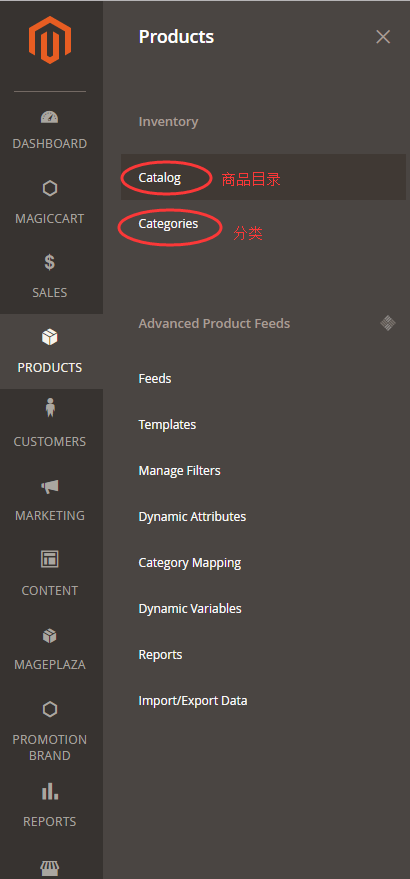 DASHBOARD
MAGICCART
SALES
PRODUCTS
CUSTOMERS
MARKETING
CONTENT
MAGEPLAZA
PROMOTION
BRAND
REPORTS
Products
Inventory
Catalog 商品目录
Categories 分类
Advanced Product Feeds
Feeds
Templates
Manage Filters
Dynamic Attributes
Category Mapping
Dynamic Variables
Reports
Import/Export Data